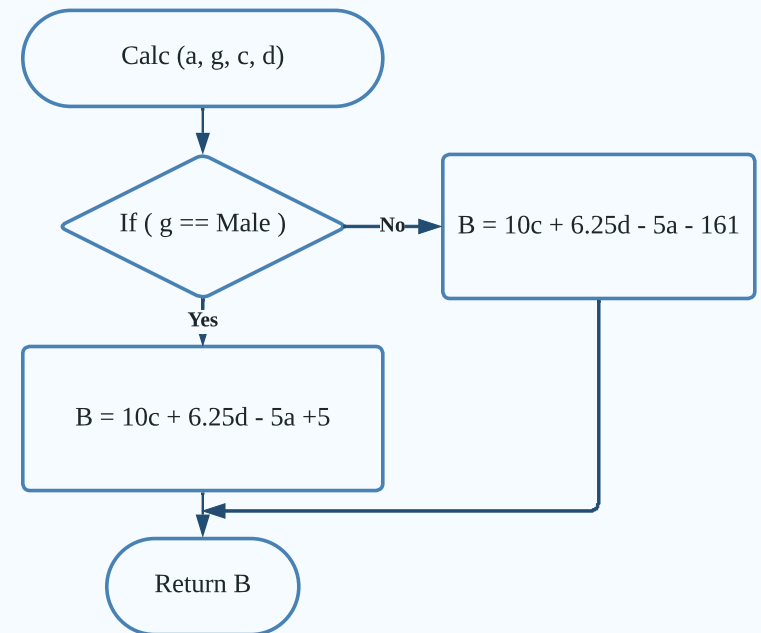 Calc (a, g, c, d)
If ( g == Male )
No
B = 10c + 6.25d - 5a - 161
Yes
B = 10c + 6.25d - 5a +5
Return B